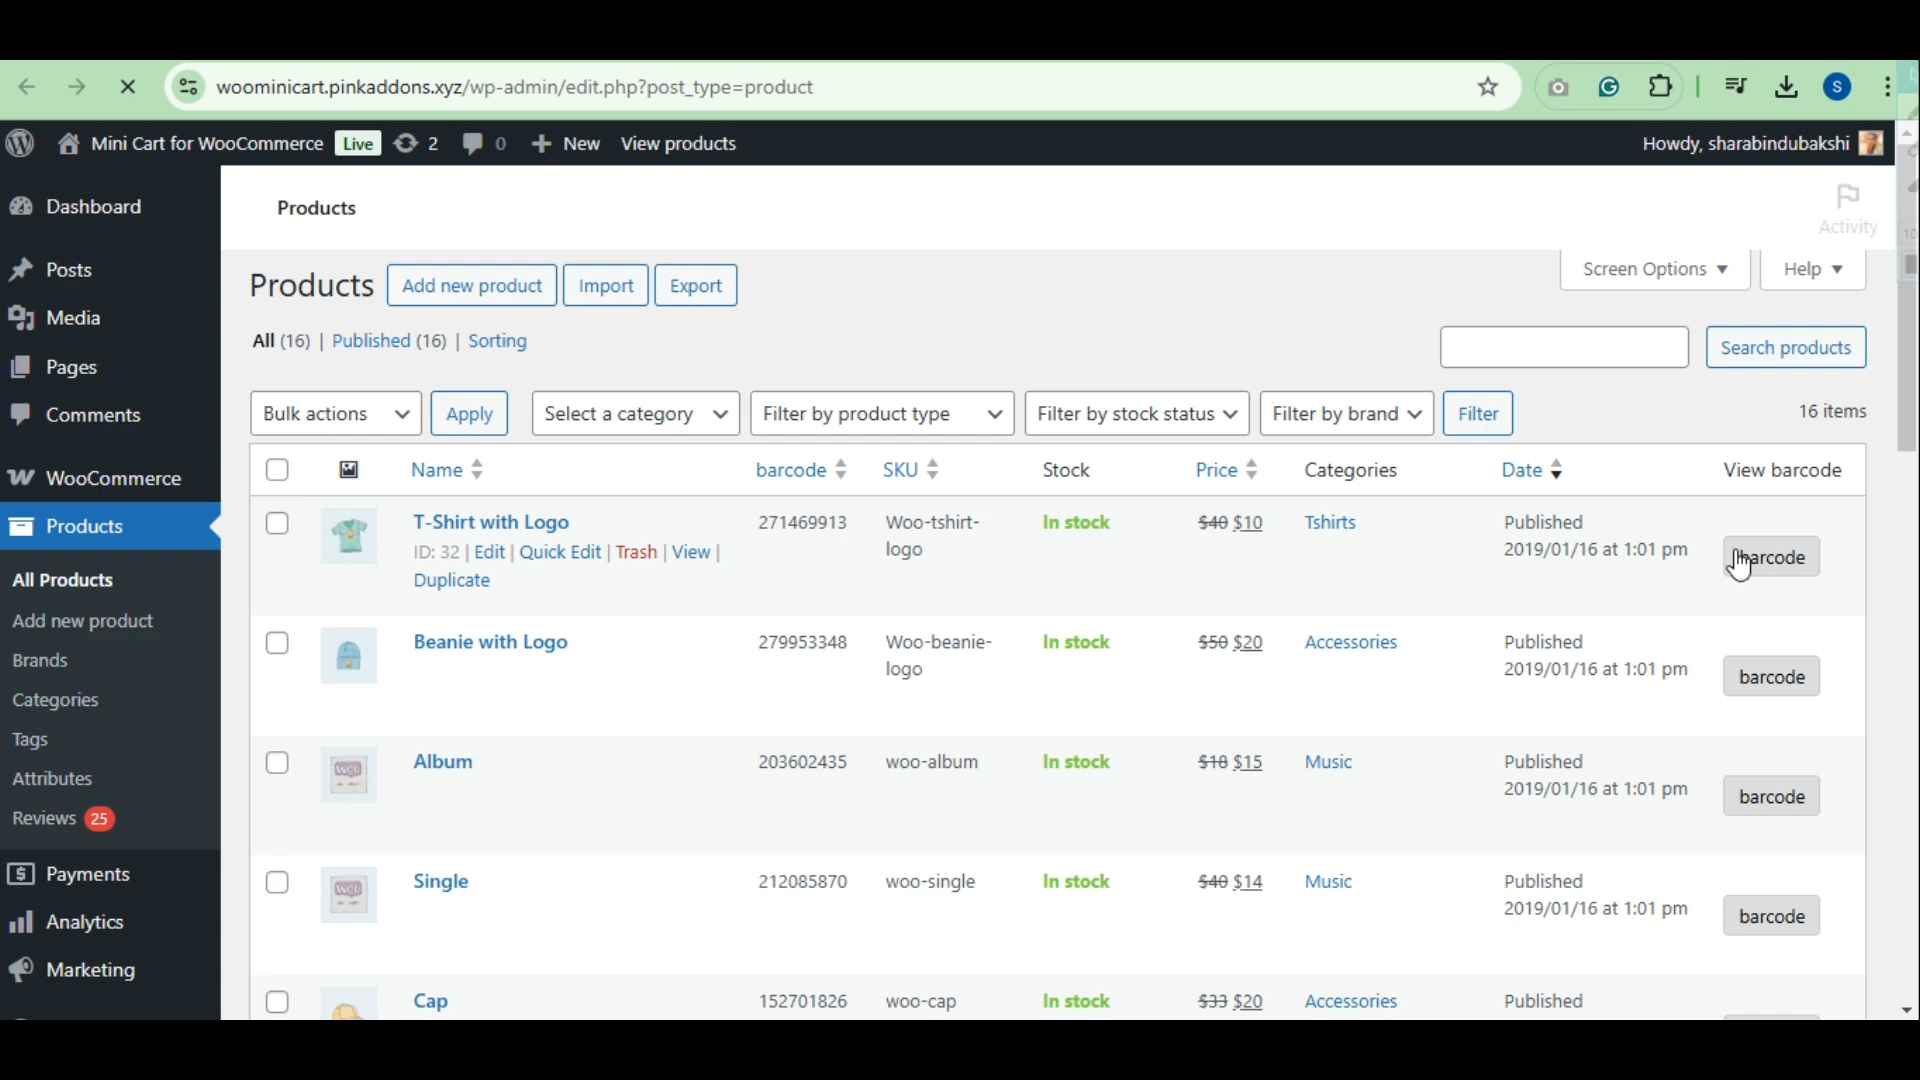 woominicart.pinkaddons.xyz/wp-admin/edit.php?post_type=product
S
Mini Cart for WooCommerce Live 2 0 New View products Howdy, sharabindubakshi
Dashboard
Posts
Media
Pages
Comments
WooCommerce
Products
All Products
Add new product
Brands
Categories
Tags
Attributes
Reviews 25
Payments
Analytics
Marketing
Products
Activity
Products Add new product Import Export
Screen Options ▼ Help ▼
All (16) | Published (16) | Sorting
Search products
Bulk actions Apply Select a category Filter by product type Filter by stock status Filter by brand Filter 16 items
Name barcode SKU Stock Price Categories Date View barcode
T-Shirt with Logo 271469913 Woo-tshirt- In stock $40 $10 Tshirts Published
ID: 32 | Edit | Quick Edit | Trash | View | logo 2019/01/16 at 1:01 pm barcode
Duplicate
Beanie with Logo 279953348 Woo-beanie- In stock $50 $20 Accessories Published
logo 2019/01/16 at 1:01 pm barcode
Album 203602435 woo-album In stock $18 $15 Music Published
2019/01/16 at 1:01 pm barcode
WOO
Single 212085870 woo-single In stock $40 $14 Music Published
2019/01/16 at 1:01 pm barcode
WOO
Cap 152701826 woo-cap In stock $33 $20 Accessories Published